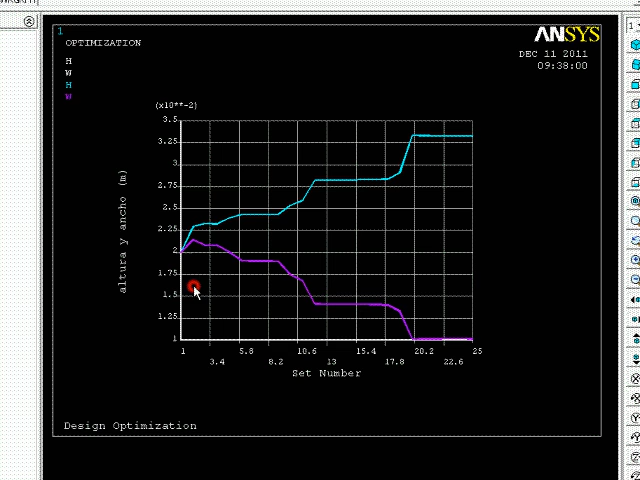 1
OPTIMIZATION
ANSYS
DEC 11 2011
09:38:00
H
W
H
W
(x10**-2)
3.5
3.25
3
2.75
2.5
2.25
2
1.75
1.5
1.25
1
altura y ancho (m)
1 5.8 10.6 15.4 20.2 25
3.4 8.2 13 17.8 22.6
Set Number
Design Optimization
1